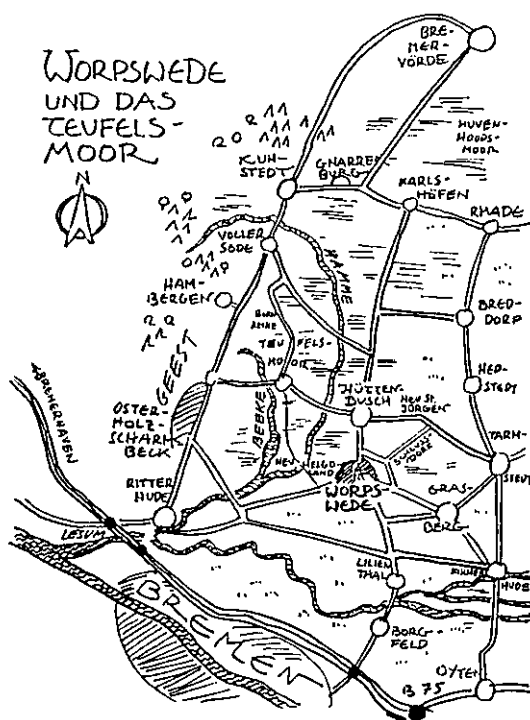 WORPSWEDE
UND DAS
TEUFELS-
MOOR
N
BRE-
MER-
VÖRDE
HUVEN-
HOODS-
MOOR
KUH-
STEDT
GNARREN
BURG
KARLS-
HÖFEN
RHADE
VOLLER
SODE
HAMME
HAM-
BERGEN
BRED-
DORF
TEU FELS-
MOOR
GEEST
HEP-
STEDT
BREMERHAVEN
OSTER-
HOLZ-
SCHARM-
BECK
BEEKE
HÜTTEN-
BUSCH
NEU ST.
JÜRGEN
TARM-
STEDT
NEU HELGO-
LAND
WORPS-
WEDE
GRAS-
BERG
RITTER
HUDE
LESUM
LILIEN
THAL
HUDE
BREMEN
BORG-
FELD
OYTEN
B 75